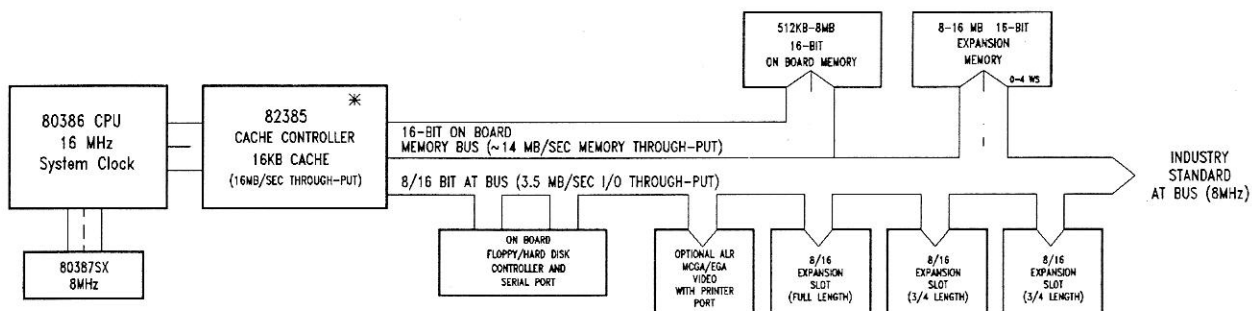 512KB-8MB
16-BIT
ON BOARD MEMORY
8-16 MB 16-BIT
EXPANSION
MEMORY
0-4 WS
80386 CPU
16 MHz
System Clock
*
82385
CACHE CONTROLLER
16KB CACHE
(16MB/SEC THROUGH-PUT)
16-BIT ON BOARD
MEMORY BUS (~14 MB/SEC MEMORY THROUGH-PUT)
8/16 BIT AT BUS (3.5 MB/SEC I/O THROUGH-PUT)
INDUSTRY
STANDARD
AT BUS (8MHz)
80387SX
8MHz
ON BOARD
FLOPPY/HARD DISK
CONTROLLER AND
SERIAL PORT
OPTIONAL ALR
MCGA/EGA
VIDEO
WITH PRINTER
PORT
8/16
EXPANSION
SLOT
(FULL LENGTH)
8/16
EXPANSION
SLOT
(3/4 LENGTH)
8/16
EXPANSION
SLOT
(3/4 LENGTH)